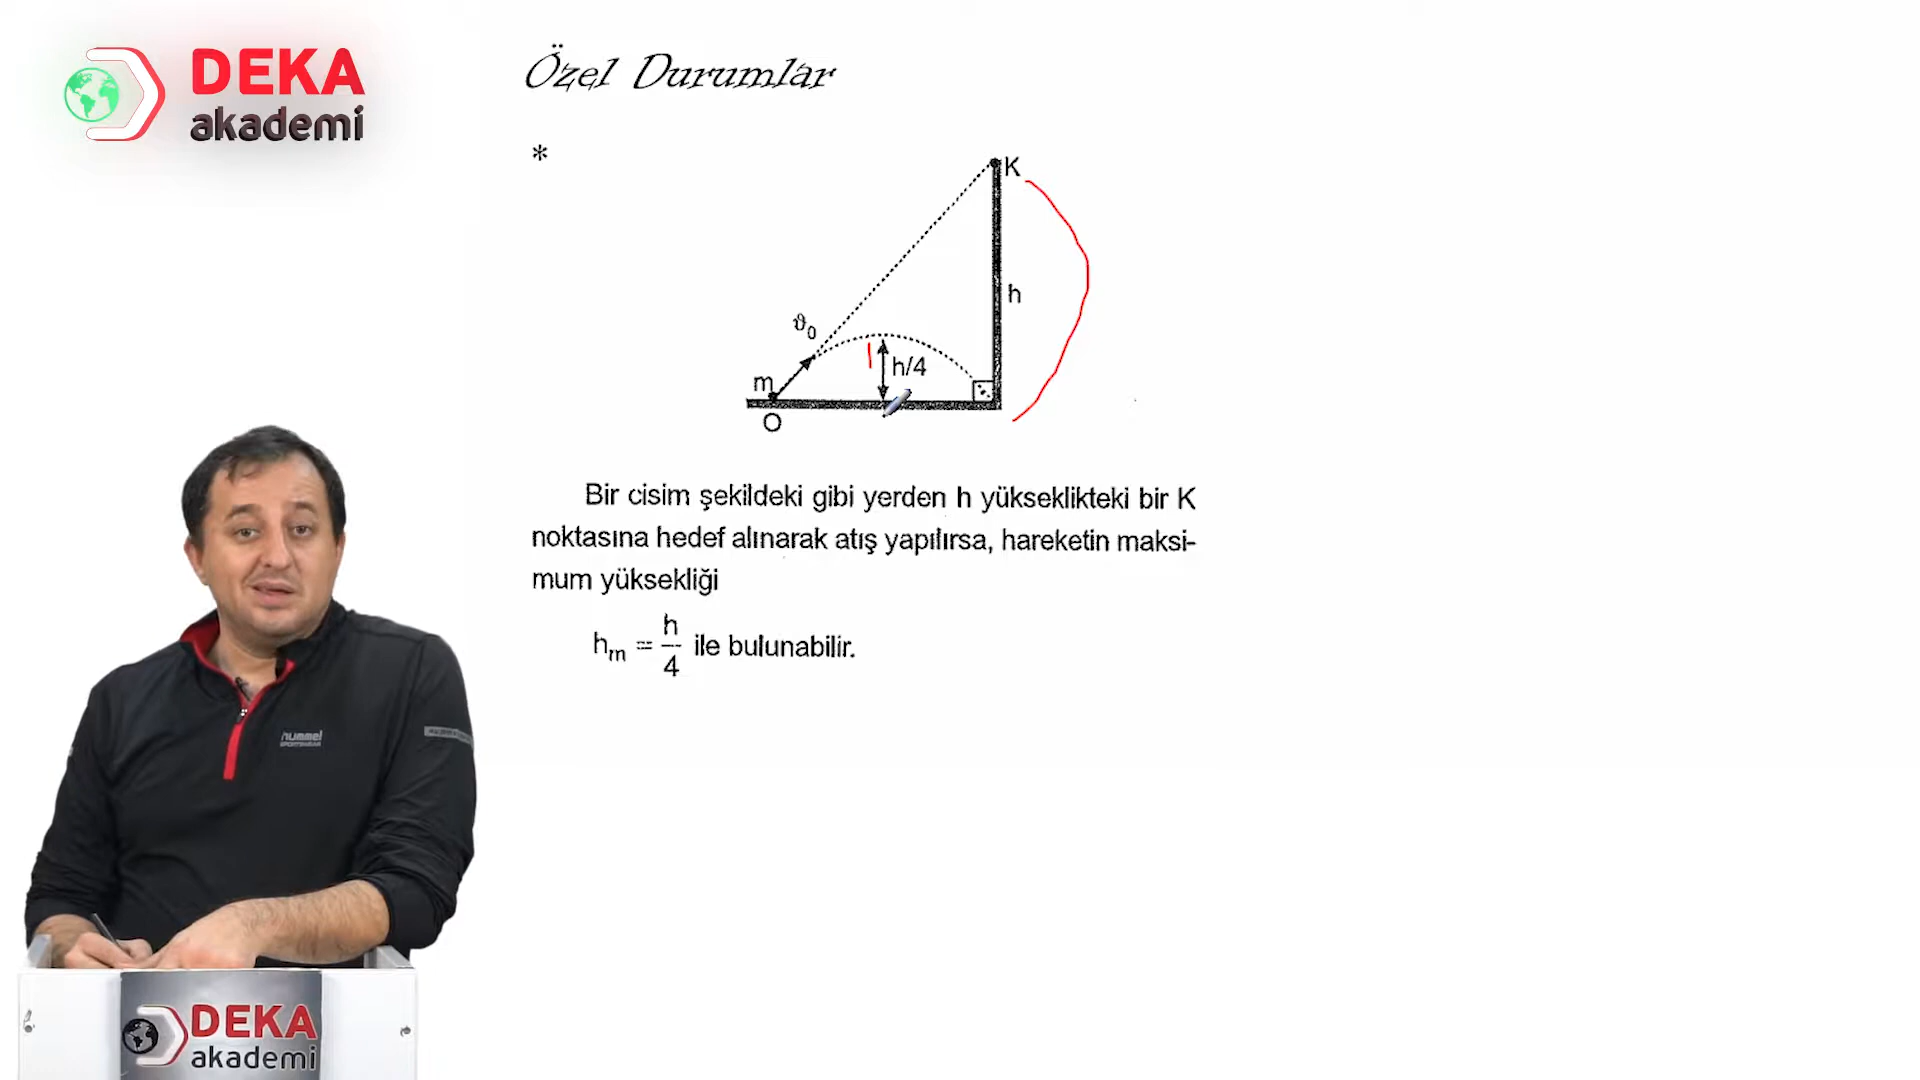 DEKA
akademi
Özel Durumlar
*
K
h
ϑ0
h/4
m
O
Bir cisim şekildeki gibi yerden h yükseklikteki bir K
noktasına hedef alınarak atış yapılırsa, hareketin maksi-
mum yüksekliği
hm = h/4 ile bulunabilir.
hummel
SPORTSWEAR
DEKA
akademi